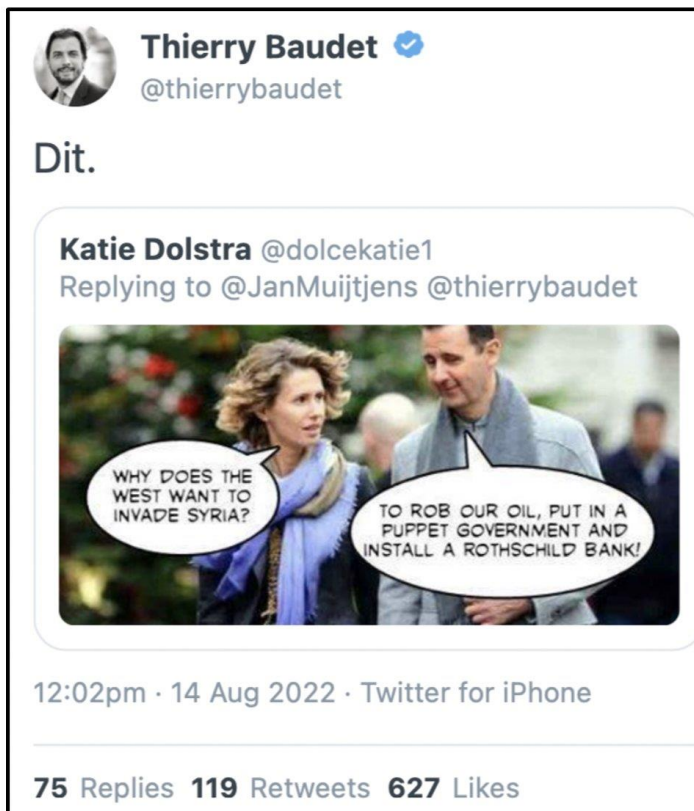 Thierry Baudet
@thierrybaudet
Dit.
Katie Dolstra @dolcekatie1
Replying to @JanMuijtjens @thierrybaudet
WHY DOES THE
WEST WANT TO
INVADE SYRIA?
TO ROB OUR OIL, PUT IN A
PUPPET GOVERNMENT AND
INSTALL A ROTHSCHILD BANK!
12:02pm · 14 Aug 2022 · Twitter for iPhone
75 Replies 119 Retweets 627 Likes